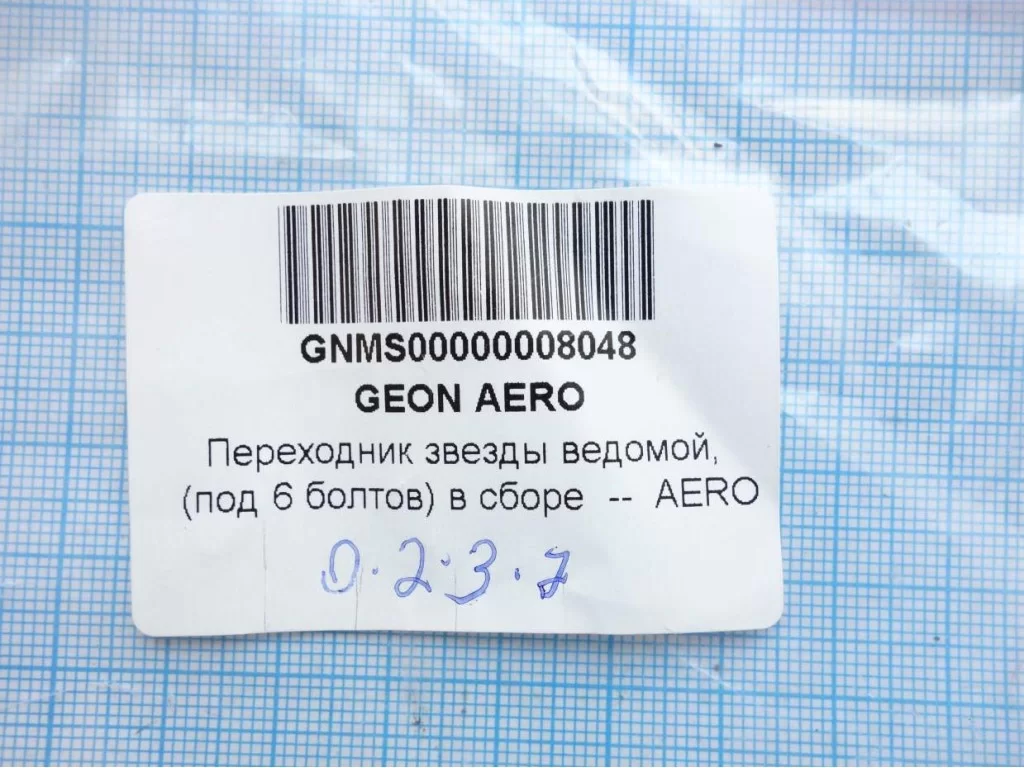 GNMS00000008048
GEON AERO
Переходник звезды ведомой,
(под 6 болтов) в сборе -- AERO
0.2.3.7